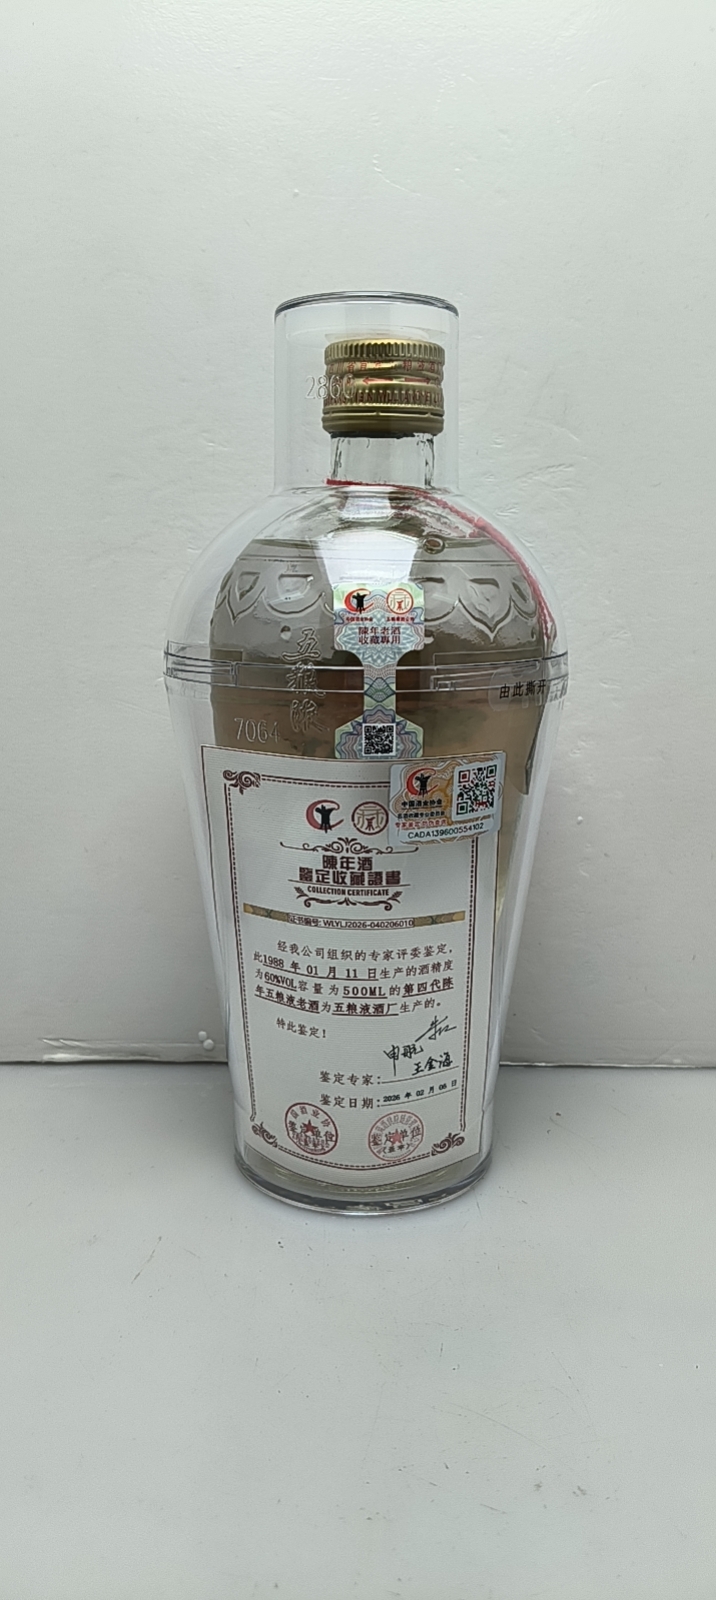 2860
陳年老酒
收藏專用
五粮液
7064
由此撕开
中国酒业协会
CADA139600554102
陳年酒
鑒定收藏證書
COLLECTION CERTIFICATE
证书编号: WLYLJ2026-040206010
经我公司组织的专家评委鉴定，
此1988 年 01 月 11 日生产的酒精度
为60%VOL容量为500ML的第四代陈
年五粮液老酒为五粮液酒厂生产的。
特此鉴定！
申航
王金海
鉴定专家：
鉴定日期：2026 年 02 月 06 日